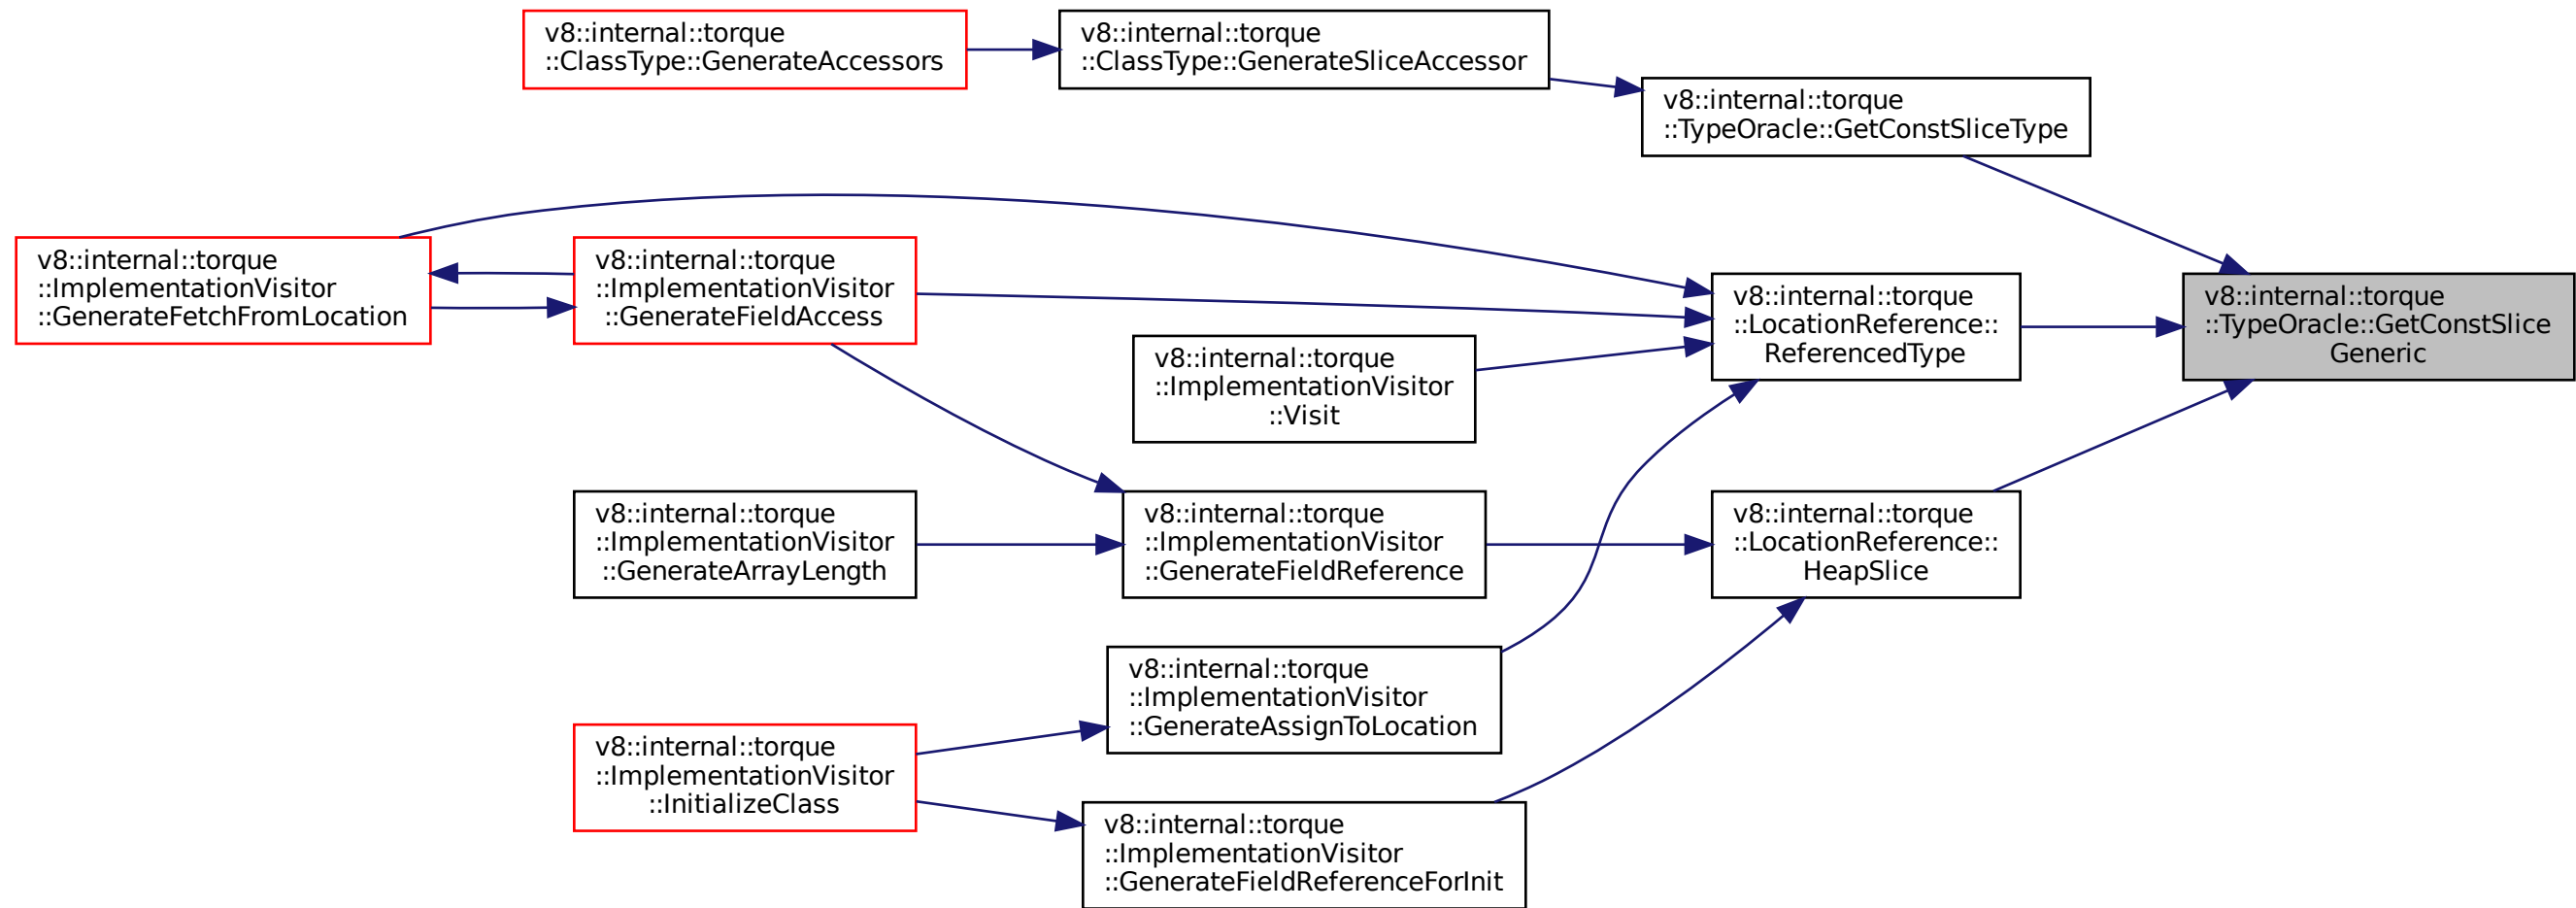 v8::internal::torque
::ClassType::GenerateAccessors
v8::internal::torque
::ClassType::GenerateSliceAccessor
v8::internal::torque
::TypeOracle::GetConstSliceType
v8::internal::torque
::ImplementationVisitor
::GenerateFetchFromLocation
v8::internal::torque
::ImplementationVisitor
::GenerateFieldAccess
v8::internal::torque
::ImplementationVisitor
::Visit
v8::internal::torque
::LocationReference::
ReferencedType
v8::internal::torque
::TypeOracle::GetConstSlice
Generic
v8::internal::torque
::ImplementationVisitor
::GenerateArrayLength
v8::internal::torque
::ImplementationVisitor
::GenerateFieldReference
v8::internal::torque
::LocationReference::
HeapSlice
v8::internal::torque
::ImplementationVisitor
::GenerateAssignToLocation
v8::internal::torque
::ImplementationVisitor
::InitializeClass
v8::internal::torque
::ImplementationVisitor
::GenerateFieldReferenceForInit